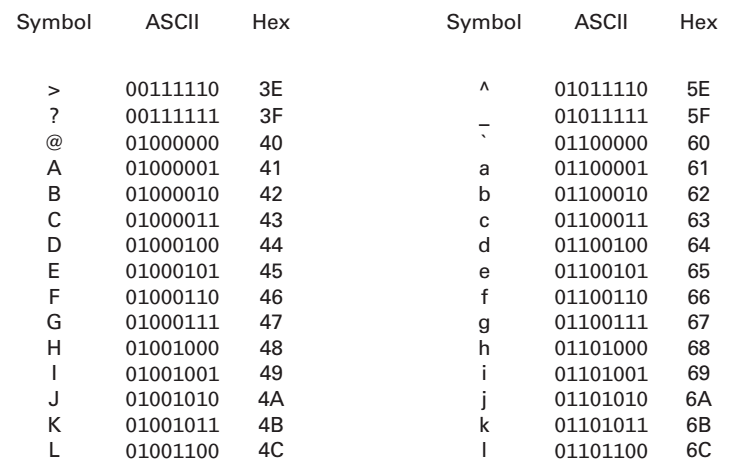 Symbol ASCII Hex Symbol ASCII Hex
> 00111110 3E ^ 01011110 5E
? 00111111 3F _ 01011111 5F
@ 01000000 40 ` 01100000 60
A 01000001 41 a 01100001 61
B 01000010 42 b 01100010 62
C 01000011 43 c 01100011 63
D 01000100 44 d 01100100 64
E 01000101 45 e 01100101 65
F 01000110 46 f 01100110 66
G 01000111 47 g 01100111 67
H 01001000 48 h 01101000 68
I 01001001 49 i 01101001 69
J 01001010 4A j 01101010 6A
K 01001011 4B k 01101011 6B
L 01001100 4C l 01101100 6C